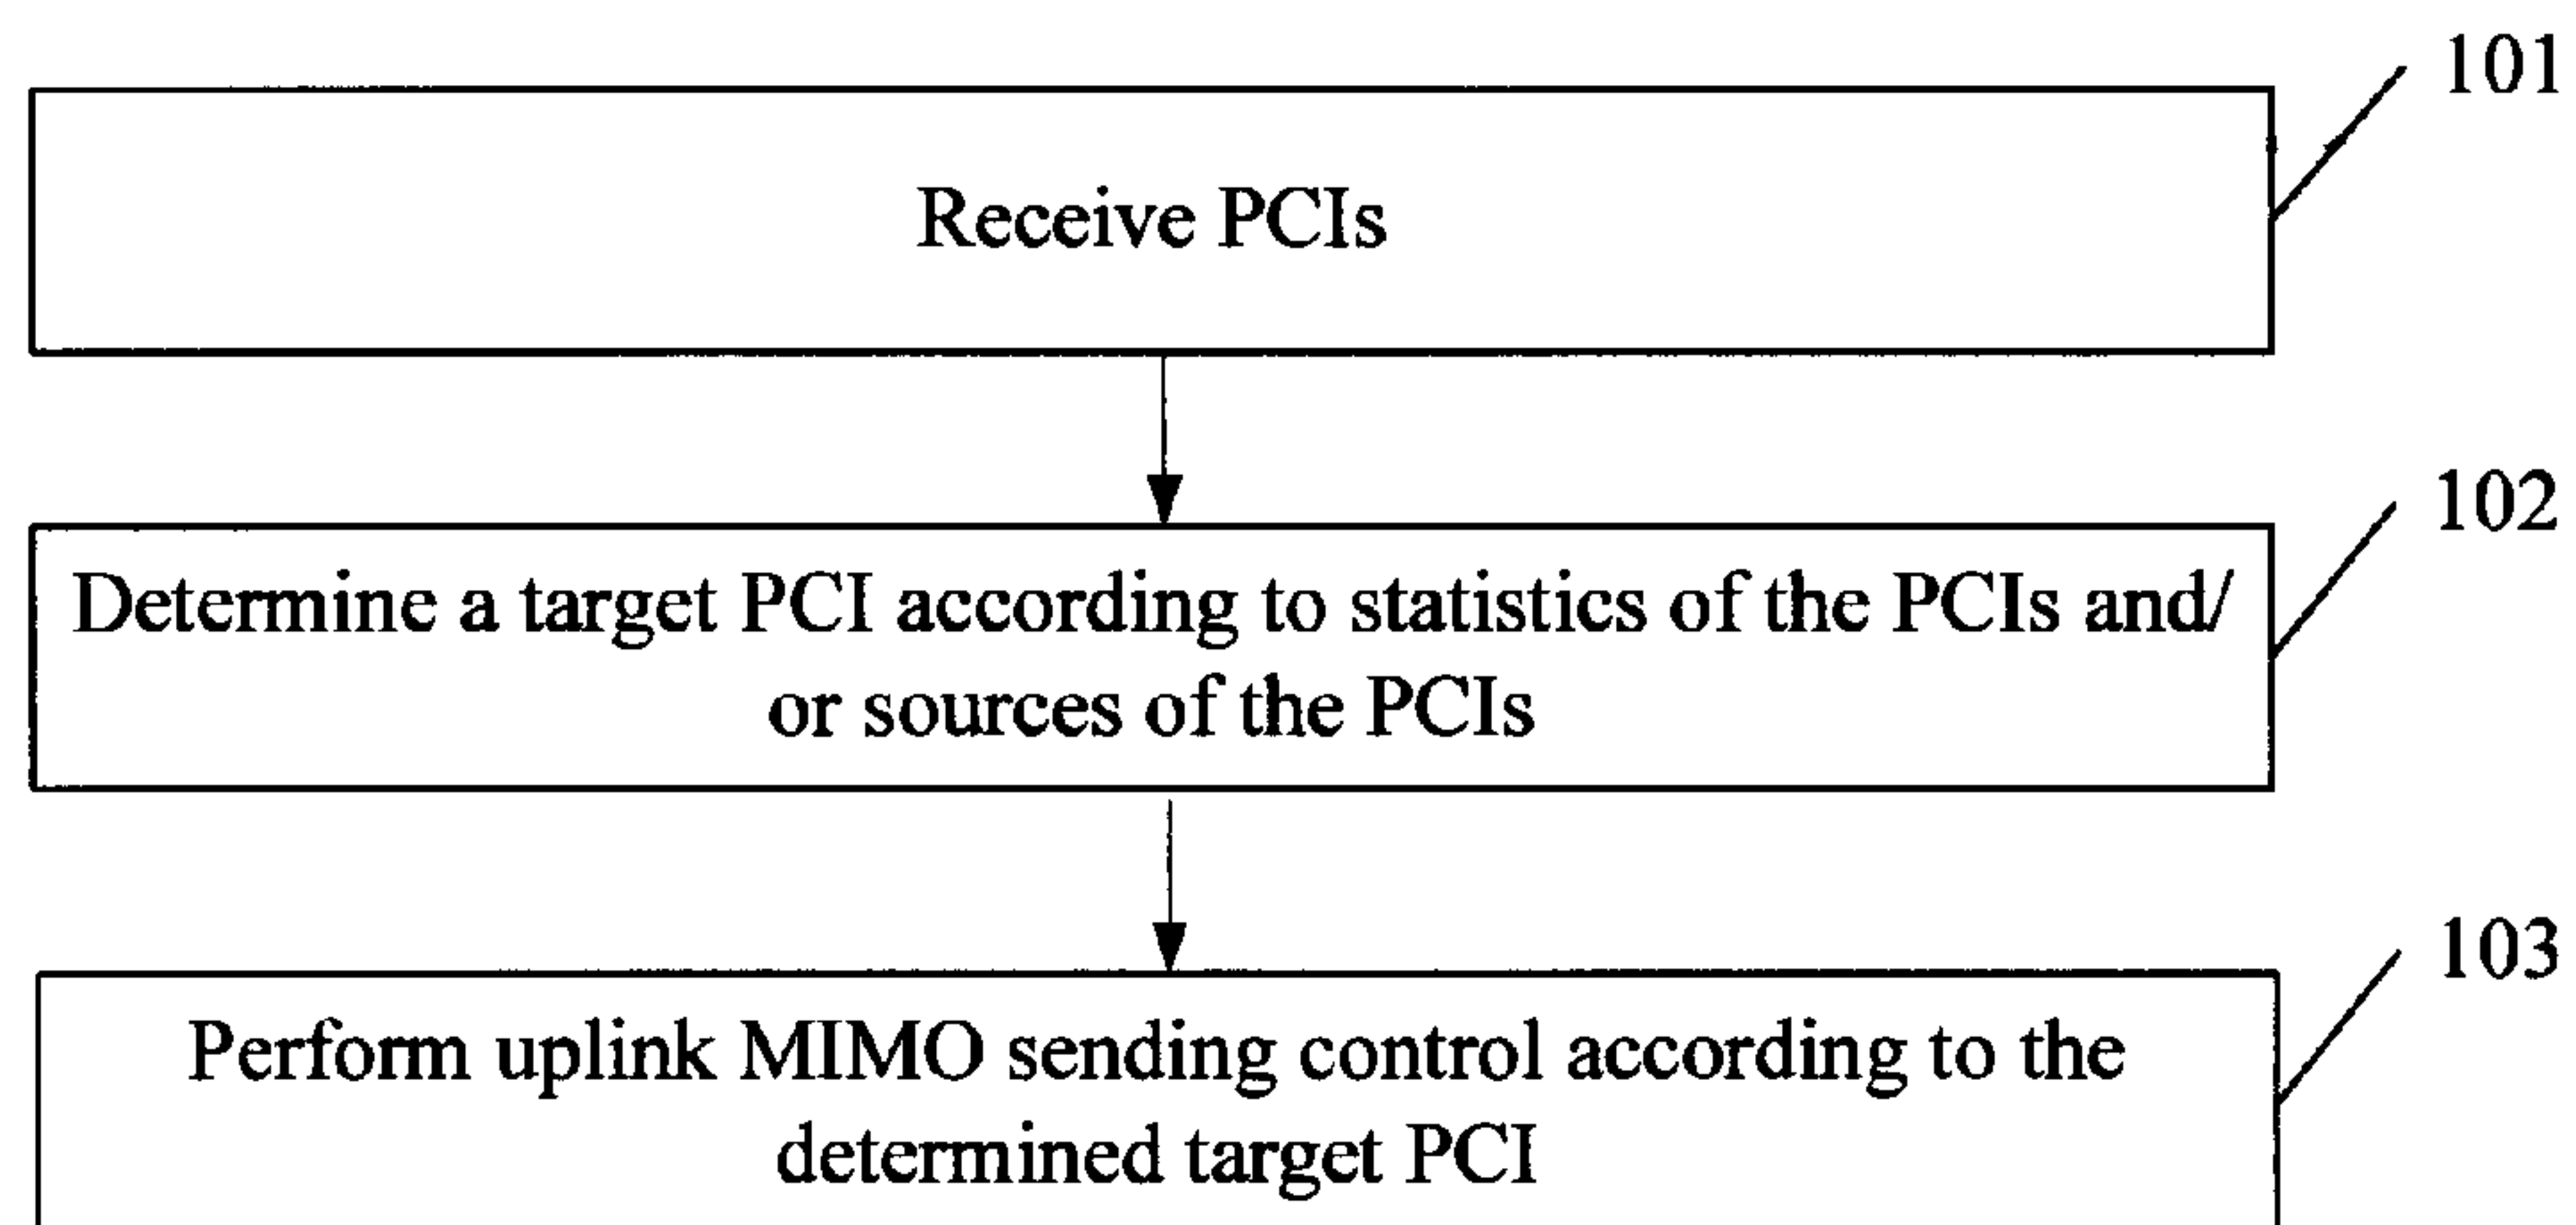 101
Receive PCIs
102
Determine a target PCI according to statistics of the PCIs and/
or sources of the PCIs
103
Perform uplink MIMO sending control according to the
determined target PCI